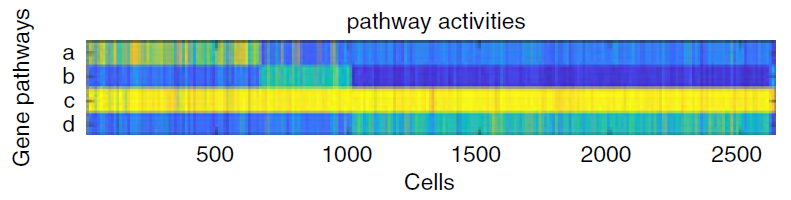 pathway activities
Gene pathways
a
b
c
d
500
1000
1500
2000
2500
Cells